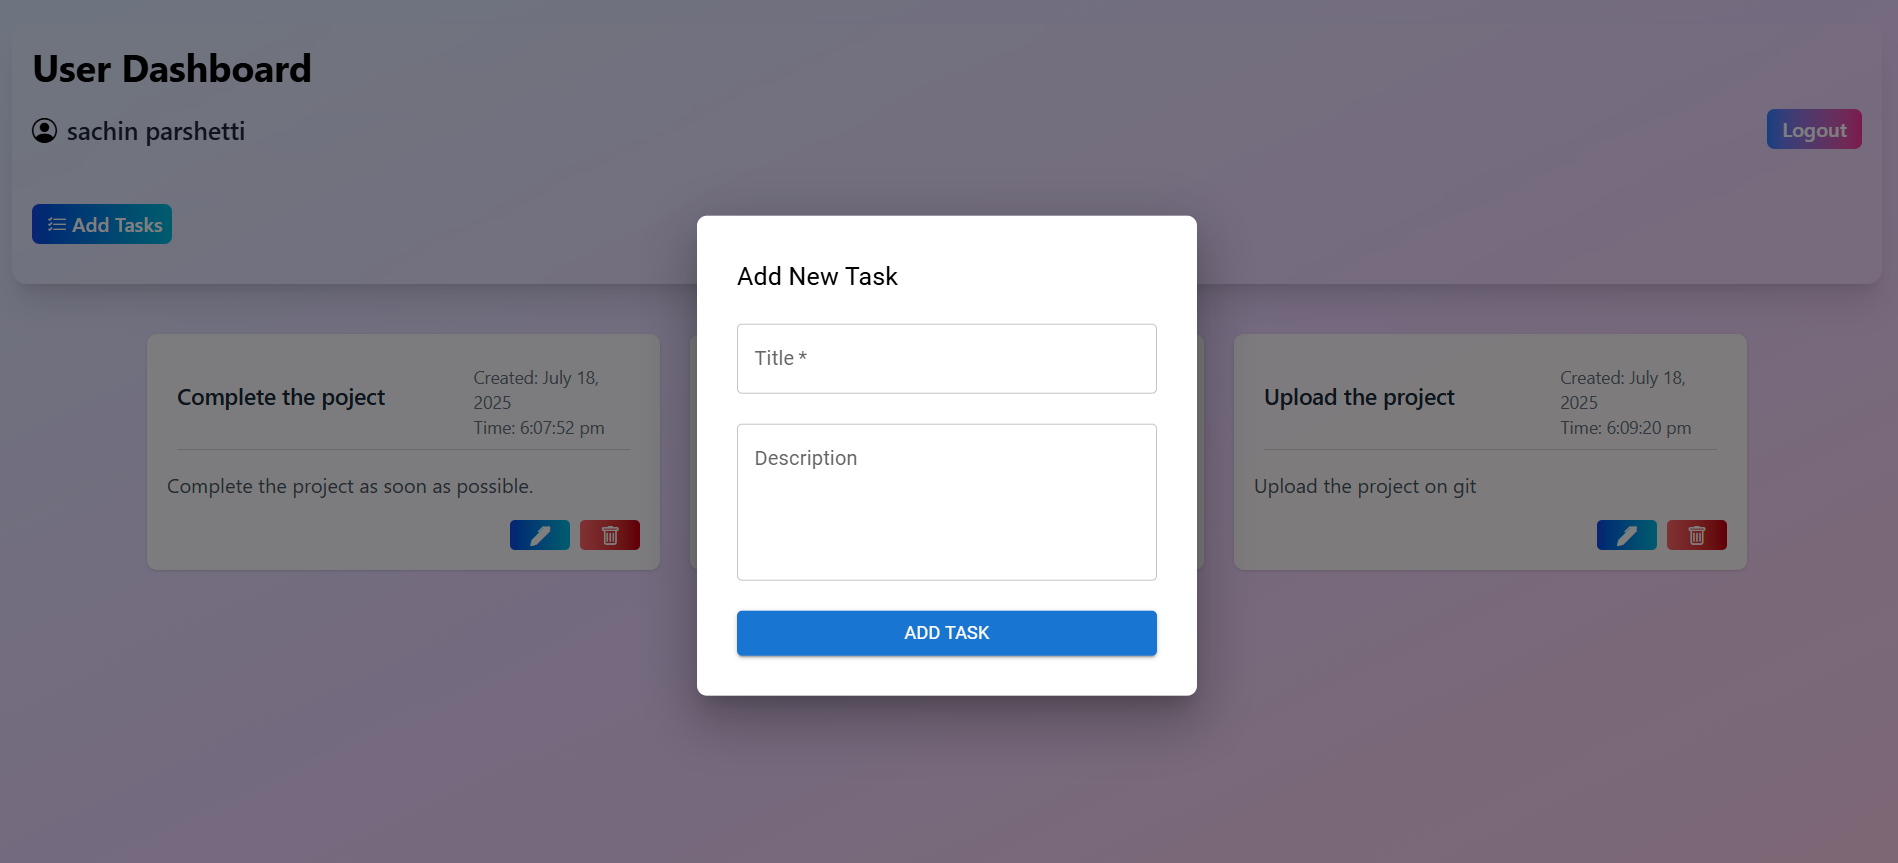 User Dashboard
sachin parshetti
Logout
Add Tasks
Add New Task
Title *
Description
ADD TASK
Complete the poject
Created: July 18,
2025
Time: 6:07:52 pm
Complete the project as soon as possible.
Upload the project
Created: July 18,
2025
Time: 6:09:20 pm
Upload the project on git